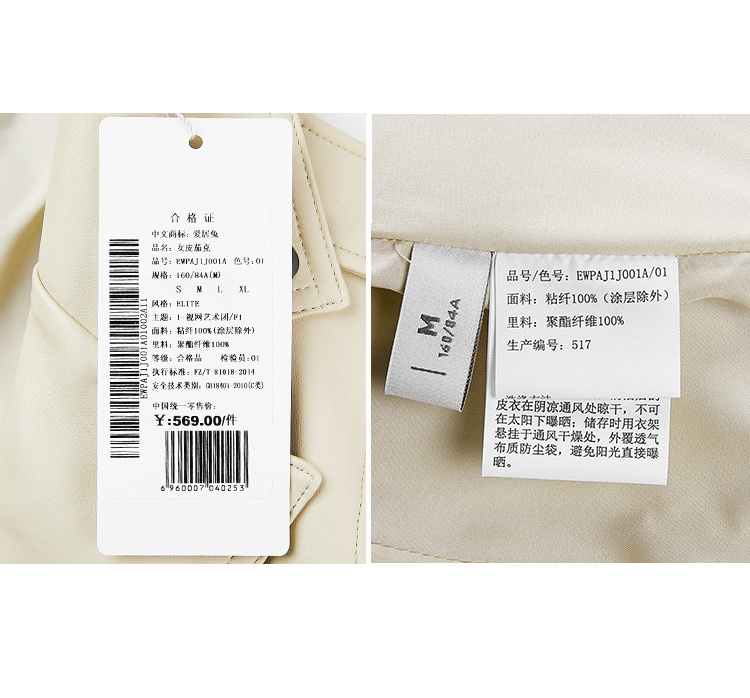 合格证
中文商标: 爱居兔
品名: 女皮茄克
品号: EWPAJ1J001A 色号:01
规格: 160/84A(M)
S M L XL
风格: ELITE
主题: 1-视网艺术团/F1
面料: 粘纤100%(涂层除外)
里料: 聚酯纤维100%
等级: 合格品 检验员:01
执行标准: FZ/T 81018-2014
安全技术类别: GB18401-2010(C类)
中国统一零售价:
¥:569.00/件
6 960007 040253
EWPAJ1J001A01002A11
M
160/84A
品号/色号: EWPAJ1J001A/01
面料: 粘纤100%(涂层除外)
里料: 聚酯纤维100%
生产编号: 517
皮衣在阴凉通风处晾干, 不可
在太阳下曝晒; 储存时用衣架
悬挂于通风干燥处, 外覆透气
布质防尘袋, 避免阳光直接曝
晒。